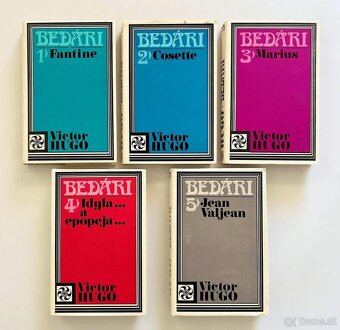 BEDÁRI
1) Fantine
Victor
HUGO
BEDÁRI
2) Cosette
Victor
HUGO
BEDÁRI
3) Marius
Victor
HUGO
BEDÁRI
4) Idyla...
a
epopeja...
Victor
HUGO
BEDÁRI
5) Jean
Valjean
Victor
HUGO
Bazos.sk